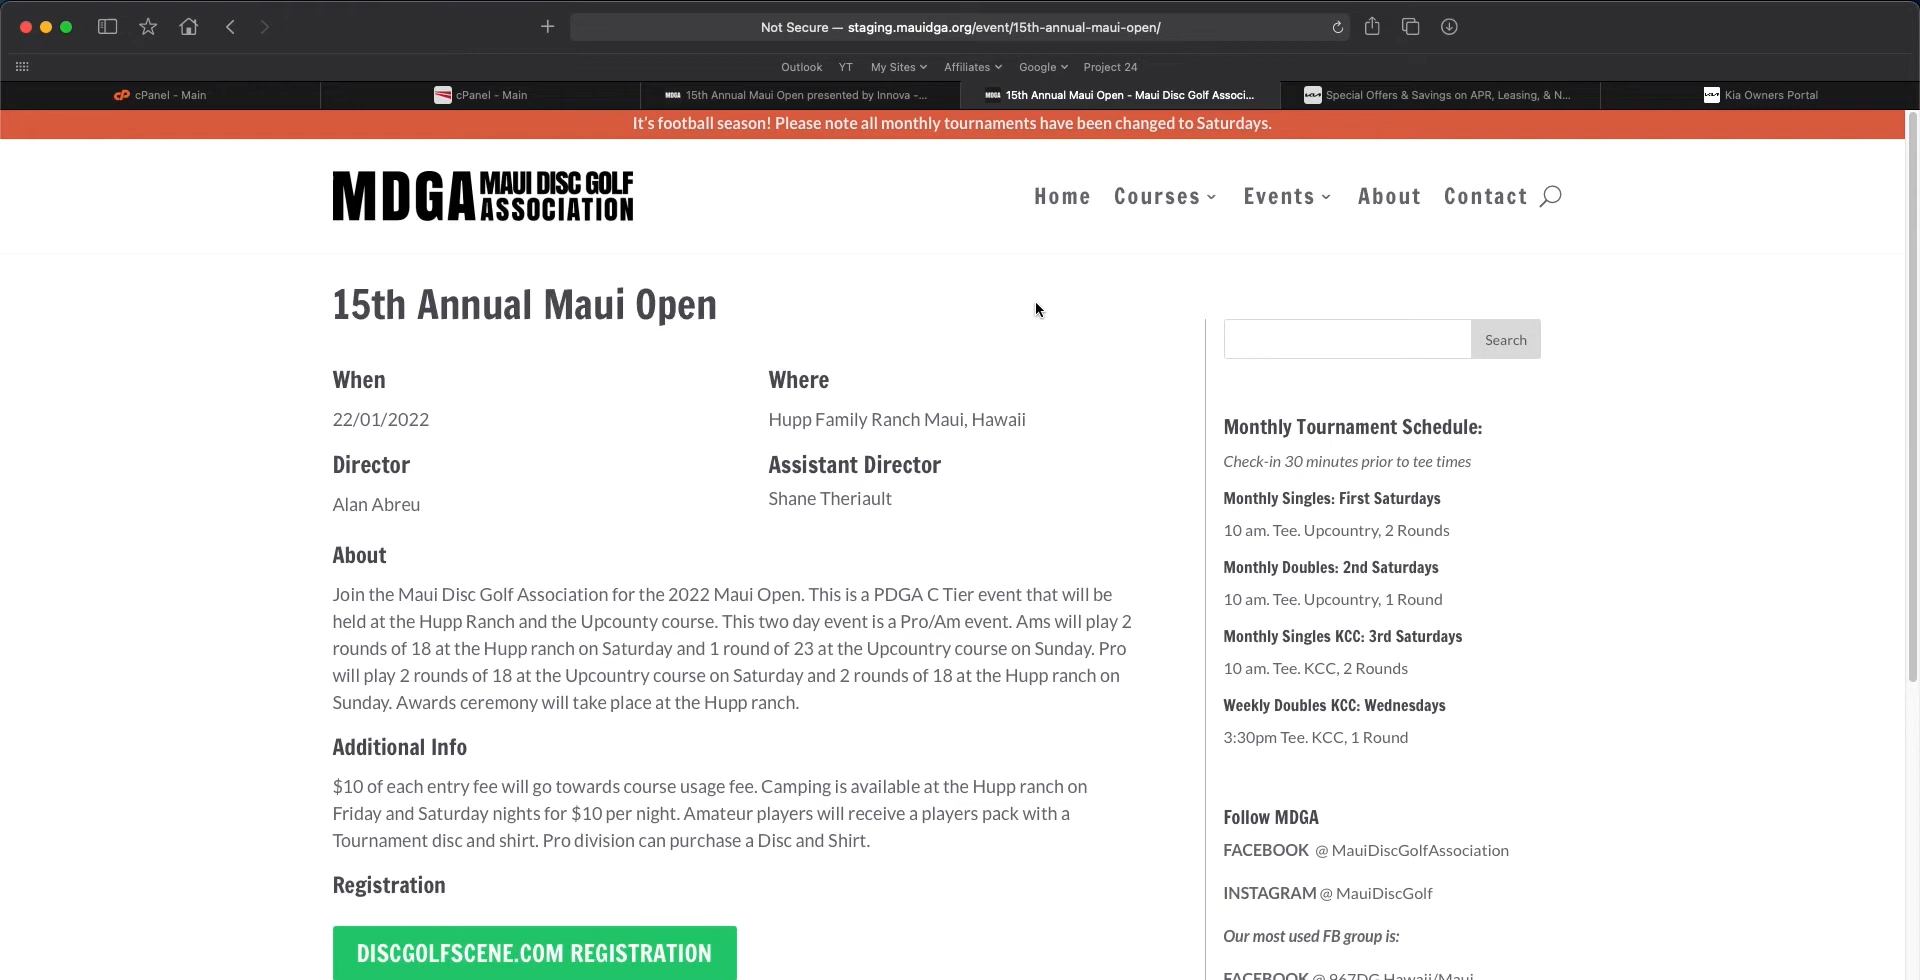 Not Secure — staging.mauidga.org/event/15th-annual-maui-open/
Outlook YT My Sites Affiliates Google Project 24
cPanel - Main
cPanel - Main
MDGA 15th Annual Maui Open presented by Innova -...
MDGA 15th Annual Maui Open - Maui Disc Golf Associ...
Special Offers & Savings on APR, Leasing, & N...
Kia Owners Portal
It's football season! Please note all monthly tournaments have been changed to Saturdays.
MDGA MAUI DISC GOLF
ASSOCIATION
Home Courses Events About Contact
15th Annual Maui Open
When
22/01/2022
Where
Hupp Family Ranch Maui, Hawaii
Director
Alan Abreu
Assistant Director
Shane Theriault
About
Join the Maui Disc Golf Association for the 2022 Maui Open. This is a PDGA C Tier event that will be
held at the Hupp Ranch and the Upcounty course. This two day event is a Pro/Am event. Ams will play 2
rounds of 18 at the Hupp ranch on Saturday and 1 round of 23 at the Upcountry course on Sunday. Pro
will play 2 rounds of 18 at the Upcountry course on Saturday and 2 rounds of 18 at the Hupp ranch on
Sunday. Awards ceremony will take place at the Hupp ranch.
Additional Info
$10 of each entry fee will go towards course usage fee. Camping is available at the Hupp ranch on
Friday and Saturday nights for $10 per night. Amateur players will receive a players pack with a
Tournament disc and shirt. Pro division can purchase a Disc and Shirt.
Registration
DISCGOLFSCENE.COM REGISTRATION
Search
Monthly Tournament Schedule:
Check-in 30 minutes prior to tee times
Monthly Singles: First Saturdays
10 am. Tee. Upcountry, 2 Rounds
Monthly Doubles: 2nd Saturdays
10 am. Tee. Upcountry, 1 Round
Monthly Singles KCC: 3rd Saturdays
10 am. Tee. KCC, 2 Rounds
Weekly Doubles KCC: Wednesdays
3:30pm Tee. KCC, 1 Round
Follow MDGA
FACEBOOK @ MauiDiscGolfAssociation
INSTAGRAM @ MauiDiscGolf
Our most used FB group is:
FACEBOOK @ 967DG Hawaii/Maui